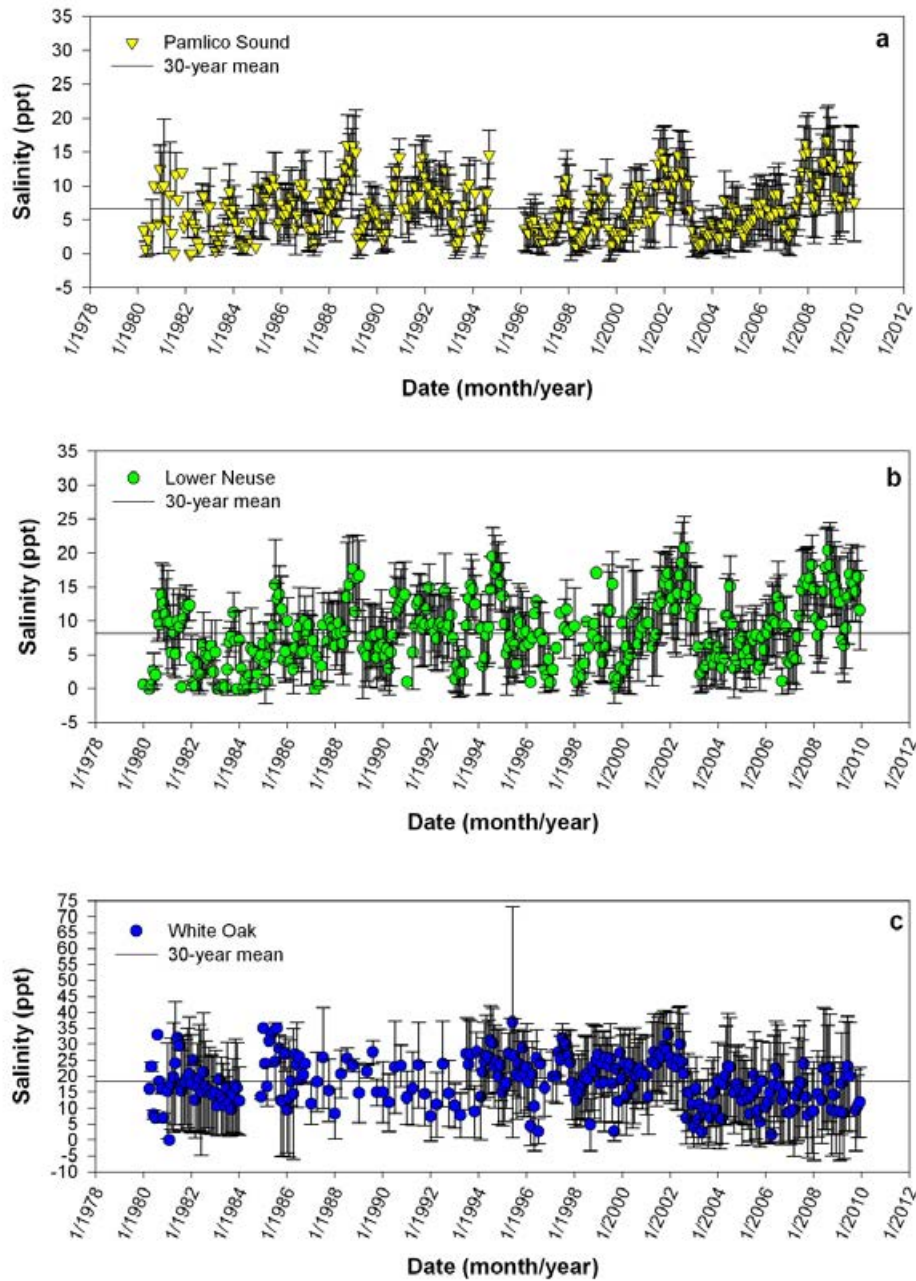 a
Pamlico Sound
30-year mean
35
30
25
20
15
10
5
0
-5
Salinity (ppt)
1/1978 1/1980 1/1982 1/1984 1/1986 1/1988 1/1990 1/1992 1/1994 1/1996 1/1998 1/2000 1/2002 1/2004 1/2006 1/2008 1/2010 1/2012
Date (month/year)
b
Lower Neuse
30-year mean
35
30
25
20
15
10
5
0
-5
Salinity (ppt)
1/1978 1/1980 1/1982 1/1984 1/1986 1/1988 1/1990 1/1992 1/1994 1/1996 1/1998 1/2000 1/2002 1/2004 1/2006 1/2008 1/2010 1/2012
Date (month/year)
c
White Oak
30-year mean
75
70
65
60
55
50
45
40
35
30
25
20
15
10
5
0
-5
-10
Salinity (ppt)
1/1978 1/1980 1/1982 1/1984 1/1986 1/1988 1/1990 1/1992 1/1994 1/1996 1/1998 1/2000 1/2002 1/2004 1/2006 1/2008 1/2010 1/2012
Date (month/year)